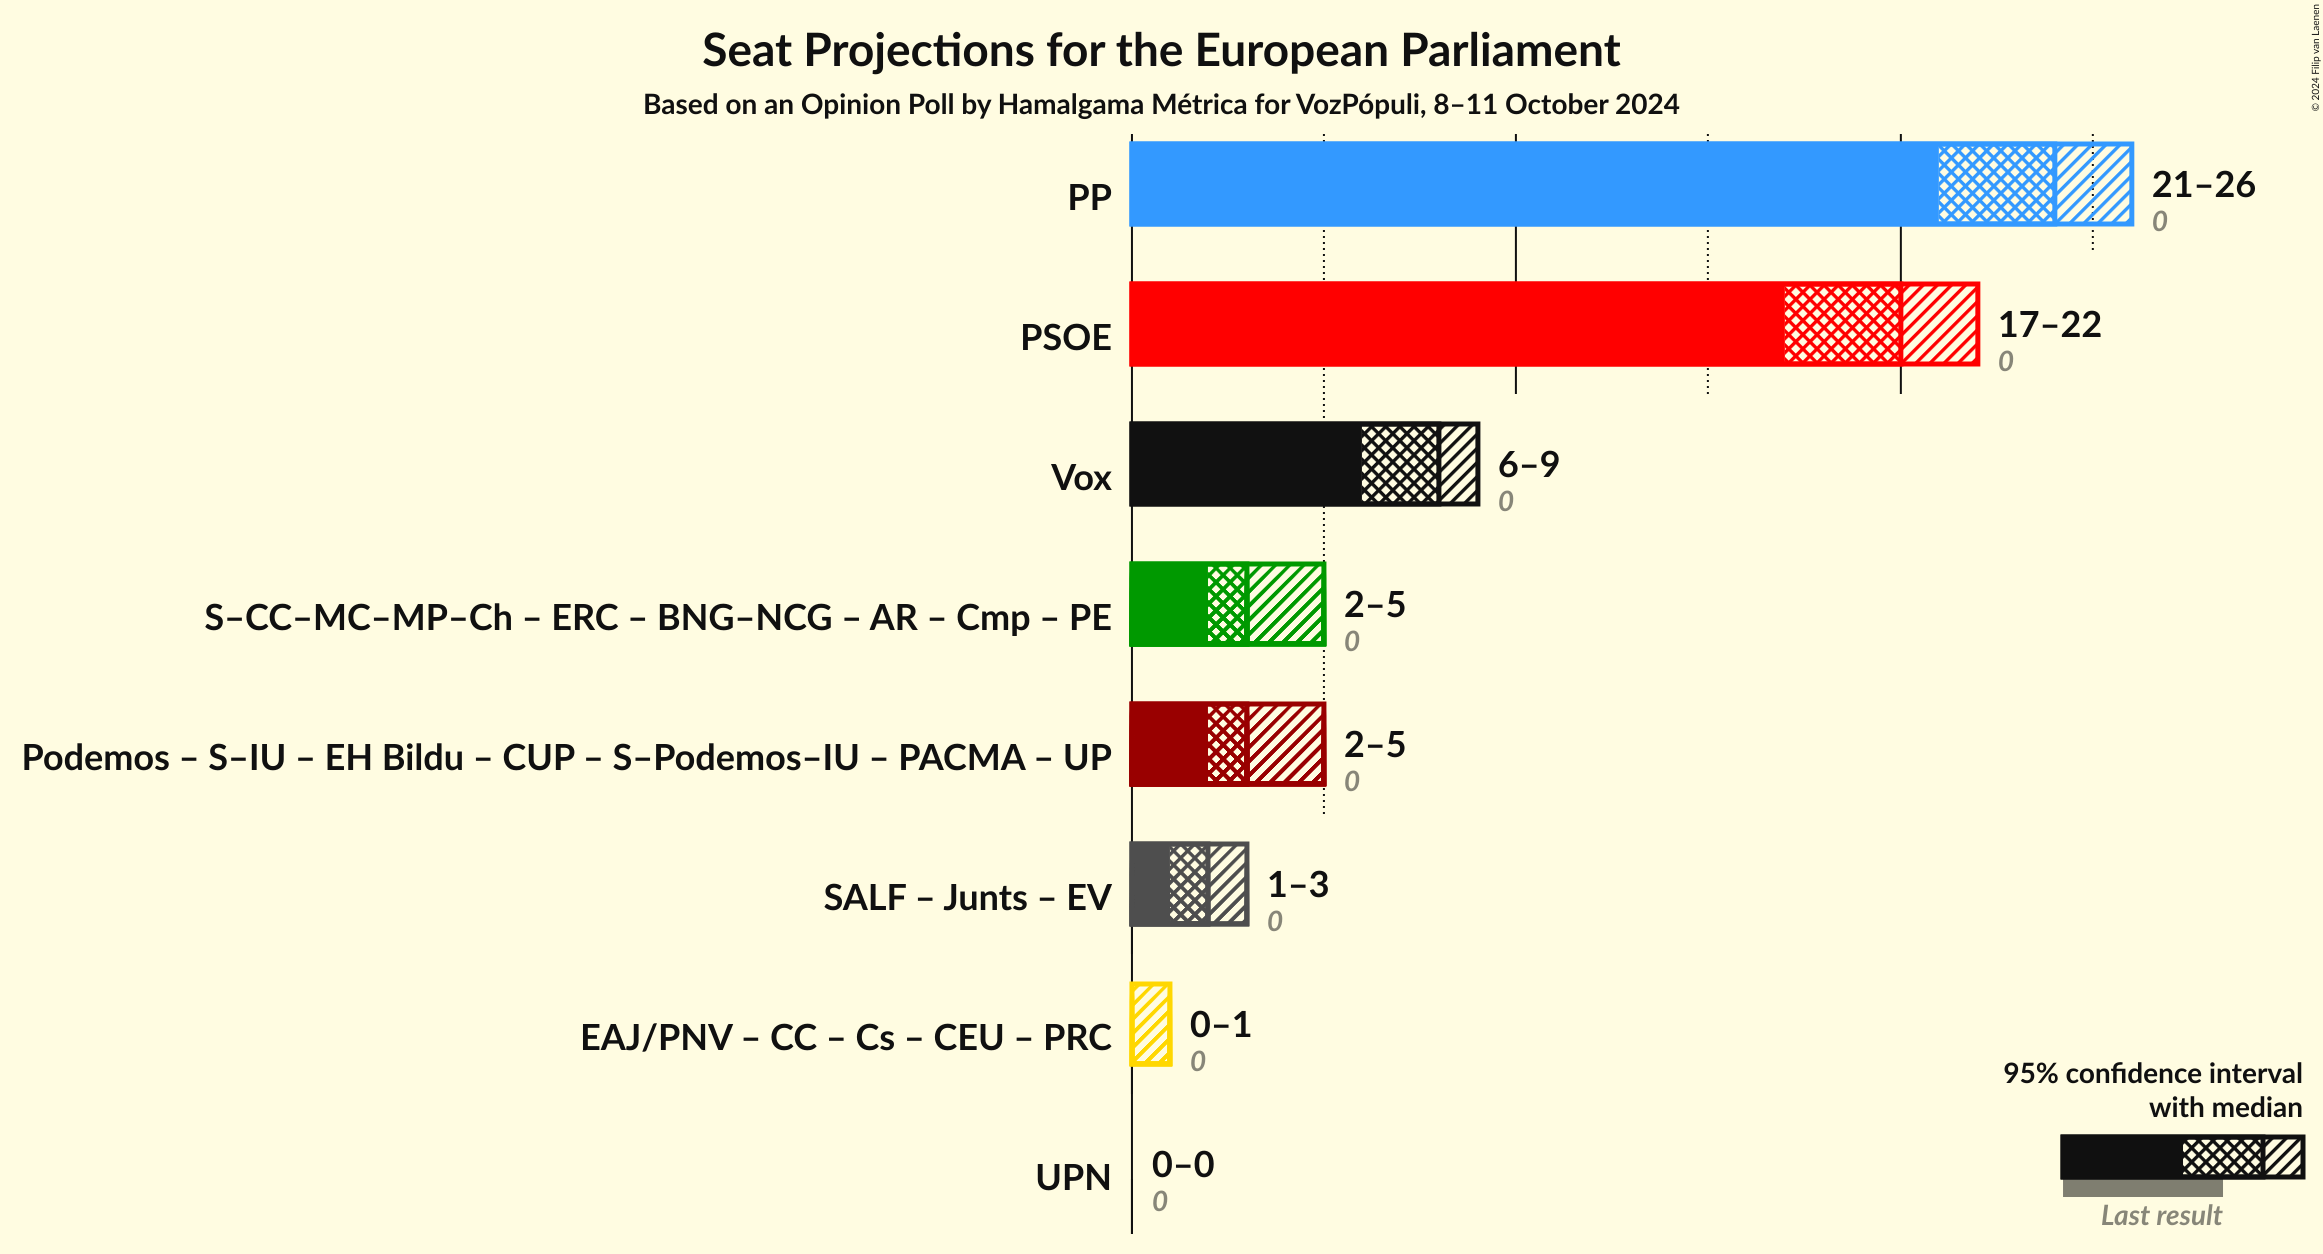 Seat Projections for the European Parliament
Based on an Opinion Poll by Hamalgama Métrica for VozPópuli, 8–11 October 2024
© 2024 Filip van Laenen
PP
21–26
0
PSOE
17–22
0
Vox
6–9
0
S–CC–MC–MP–Ch – ERC – BNG–NCG – AR – Cmp – PE
2–5
0
Podemos – S–IU – EH Bildu – CUP – S–Podemos–IU – PACMA – UP
2–5
0
SALF – Junts – EV
1–3
0
EAJ/PNV – CC – Cs – CEU – PRC
0–1
0
UPN
0–0
0
95% confidence interval
with median
Last result